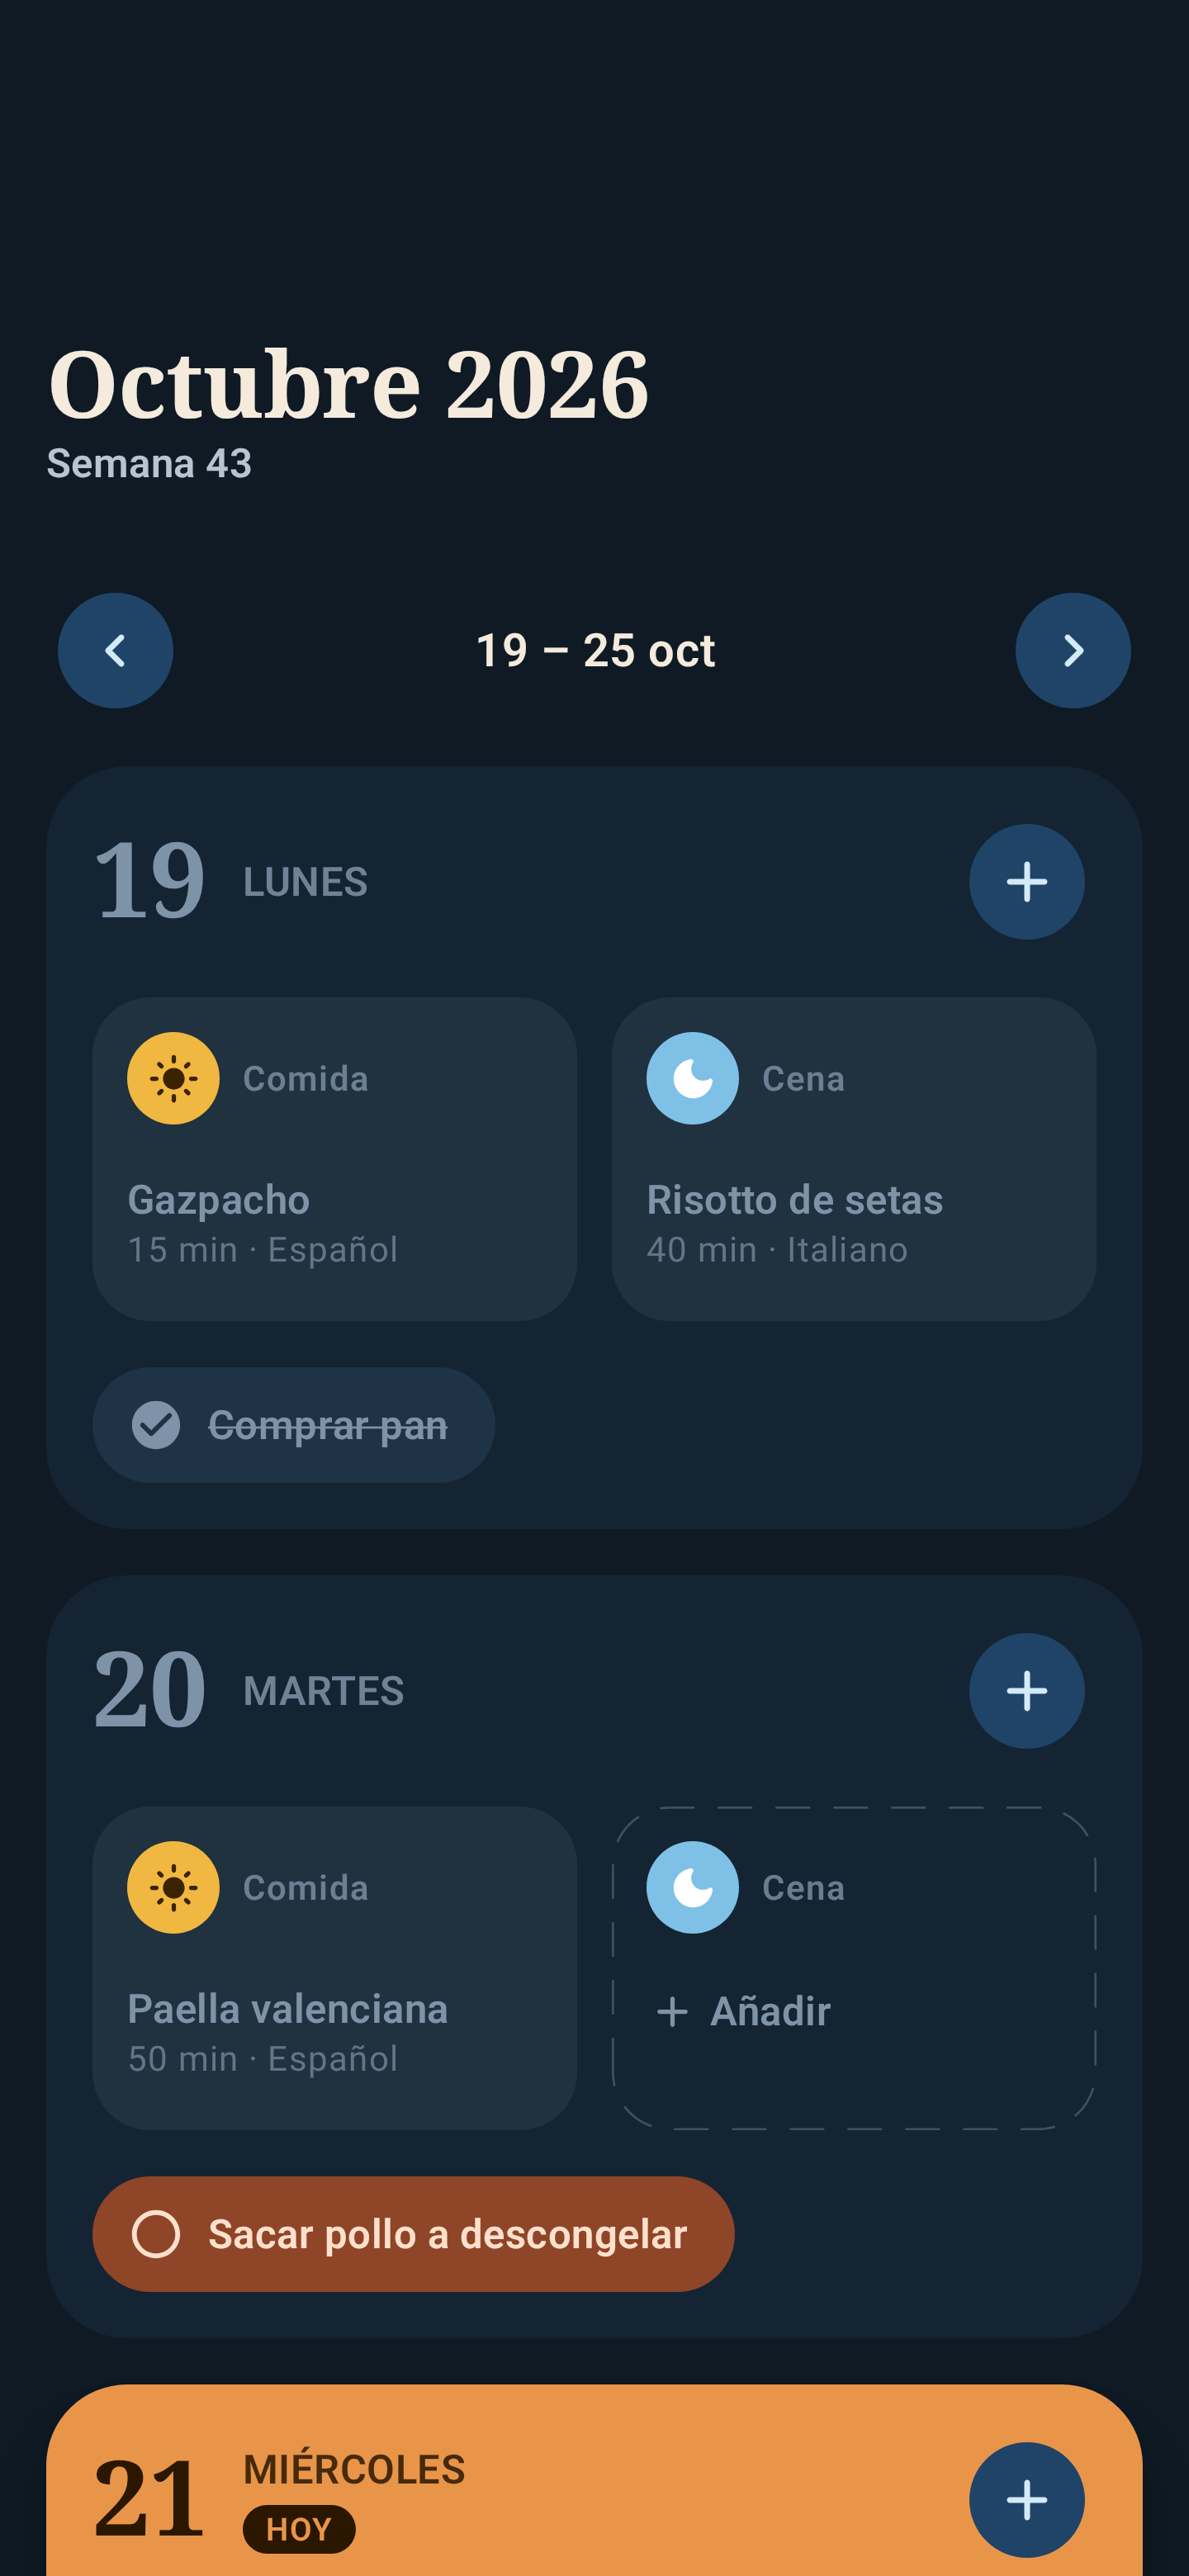 Octubre 2026
Semana 43
19 – 25 oct
19 LUNES
Comida
Gazpacho
15 min · Español
Cena
Risotto de setas
40 min · Italiano
Comprar pan
20 MARTES
Comida
Paella valenciana
50 min · Español
Cena
Añadir
Sacar pollo a descongelar
21 MIÉRCOLES
HOY